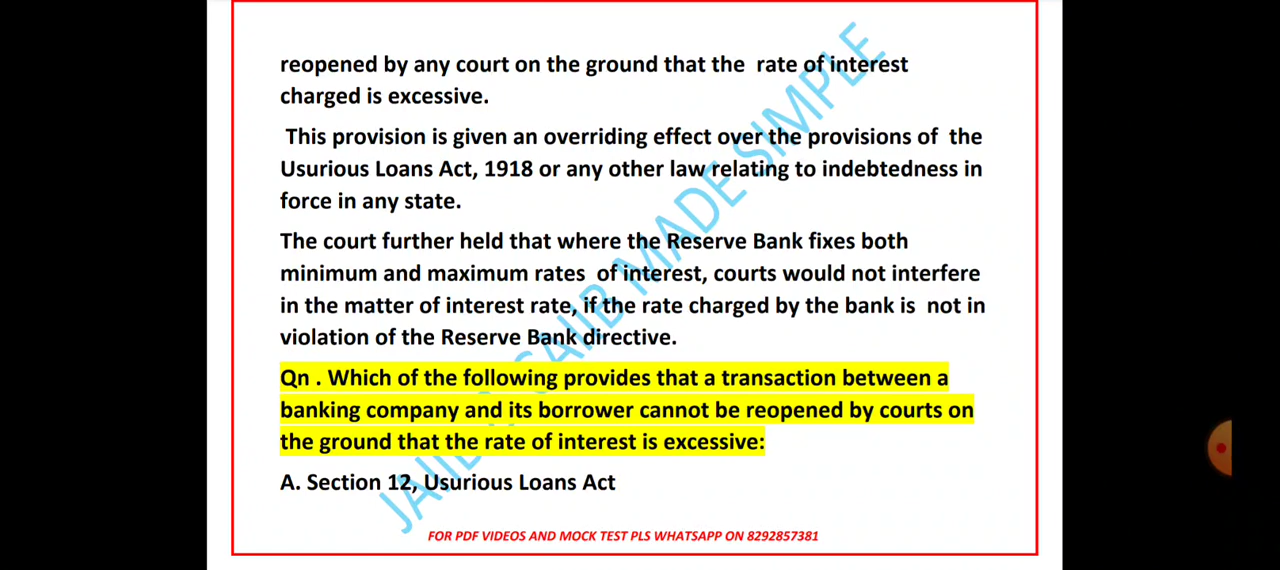 reopened by any court on the ground that the rate of interest
charged is excessive.
This provision is given an overriding effect over the provisions of the
Usurious Loans Act, 1918 or any other law relating to indebtedness in
force in any state.
The court further held that where the Reserve Bank fixes both
minimum and maximum rates of interest, courts would not interfere
in the matter of interest rate, if the rate charged by the bank is not in
violation of the Reserve Bank directive.
Qn . Which of the following provides that a transaction between a
banking company and its borrower cannot be reopened by courts on
the ground that the rate of interest is excessive:
A. Section 12, Usurious Loans Act
JAIIB CAIIB MADE SIMPLE
FOR PDF VIDEOS AND MOCK TEST PLS WHATSAPP ON 8292857381